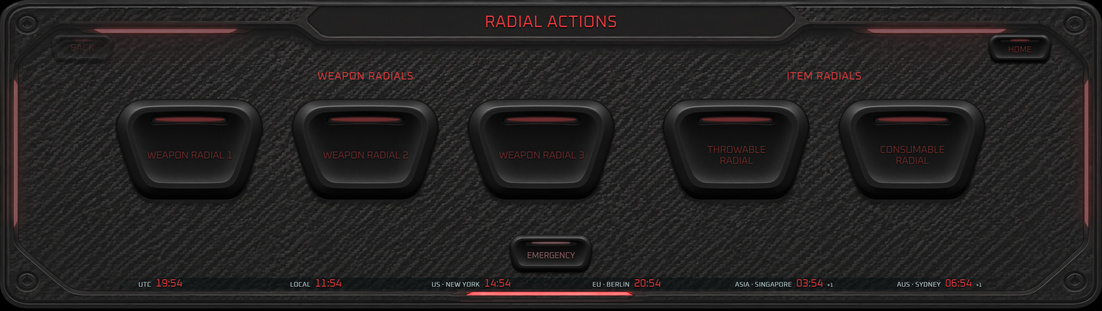 RADIAL ACTIONS
BACK
HOME
WEAPON RADIALS
ITEM RADIALS
WEAPON RADIAL 1
WEAPON RADIAL 2
WEAPON RADIAL 3
THROWABLE
RADIAL
CONSUMABLE
RADIAL
EMERGENCY
UTC 19:54
LOCAL 11:54
US · NEW YORK 14:54
EU · BERLIN 20:54
ASIA · SINGAPORE 03:54 +1
AUS · SYDNEY 06:54 +1